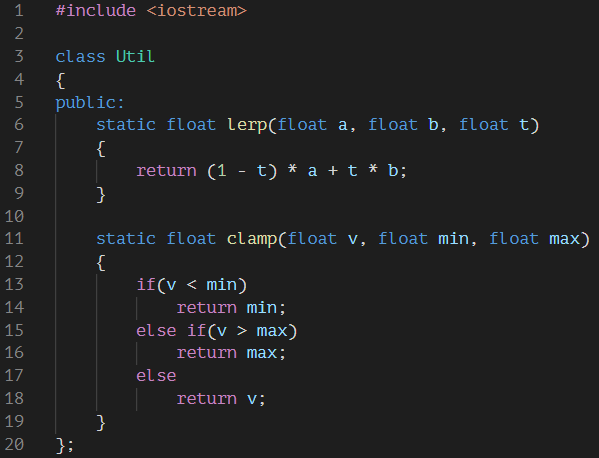 1 #include <iostream>
2
3 class Util
4 {
5 public:
6     static float lerp(float a, float b, float t)
7     {
8         return (1 - t) * a + t * b;
9     }
10
11     static float clamp(float v, float min, float max)
12     {
13         if(v < min)
14             return min;
15         else if(v > max)
16             return max;
17         else
18             return v;
19     }
20 };